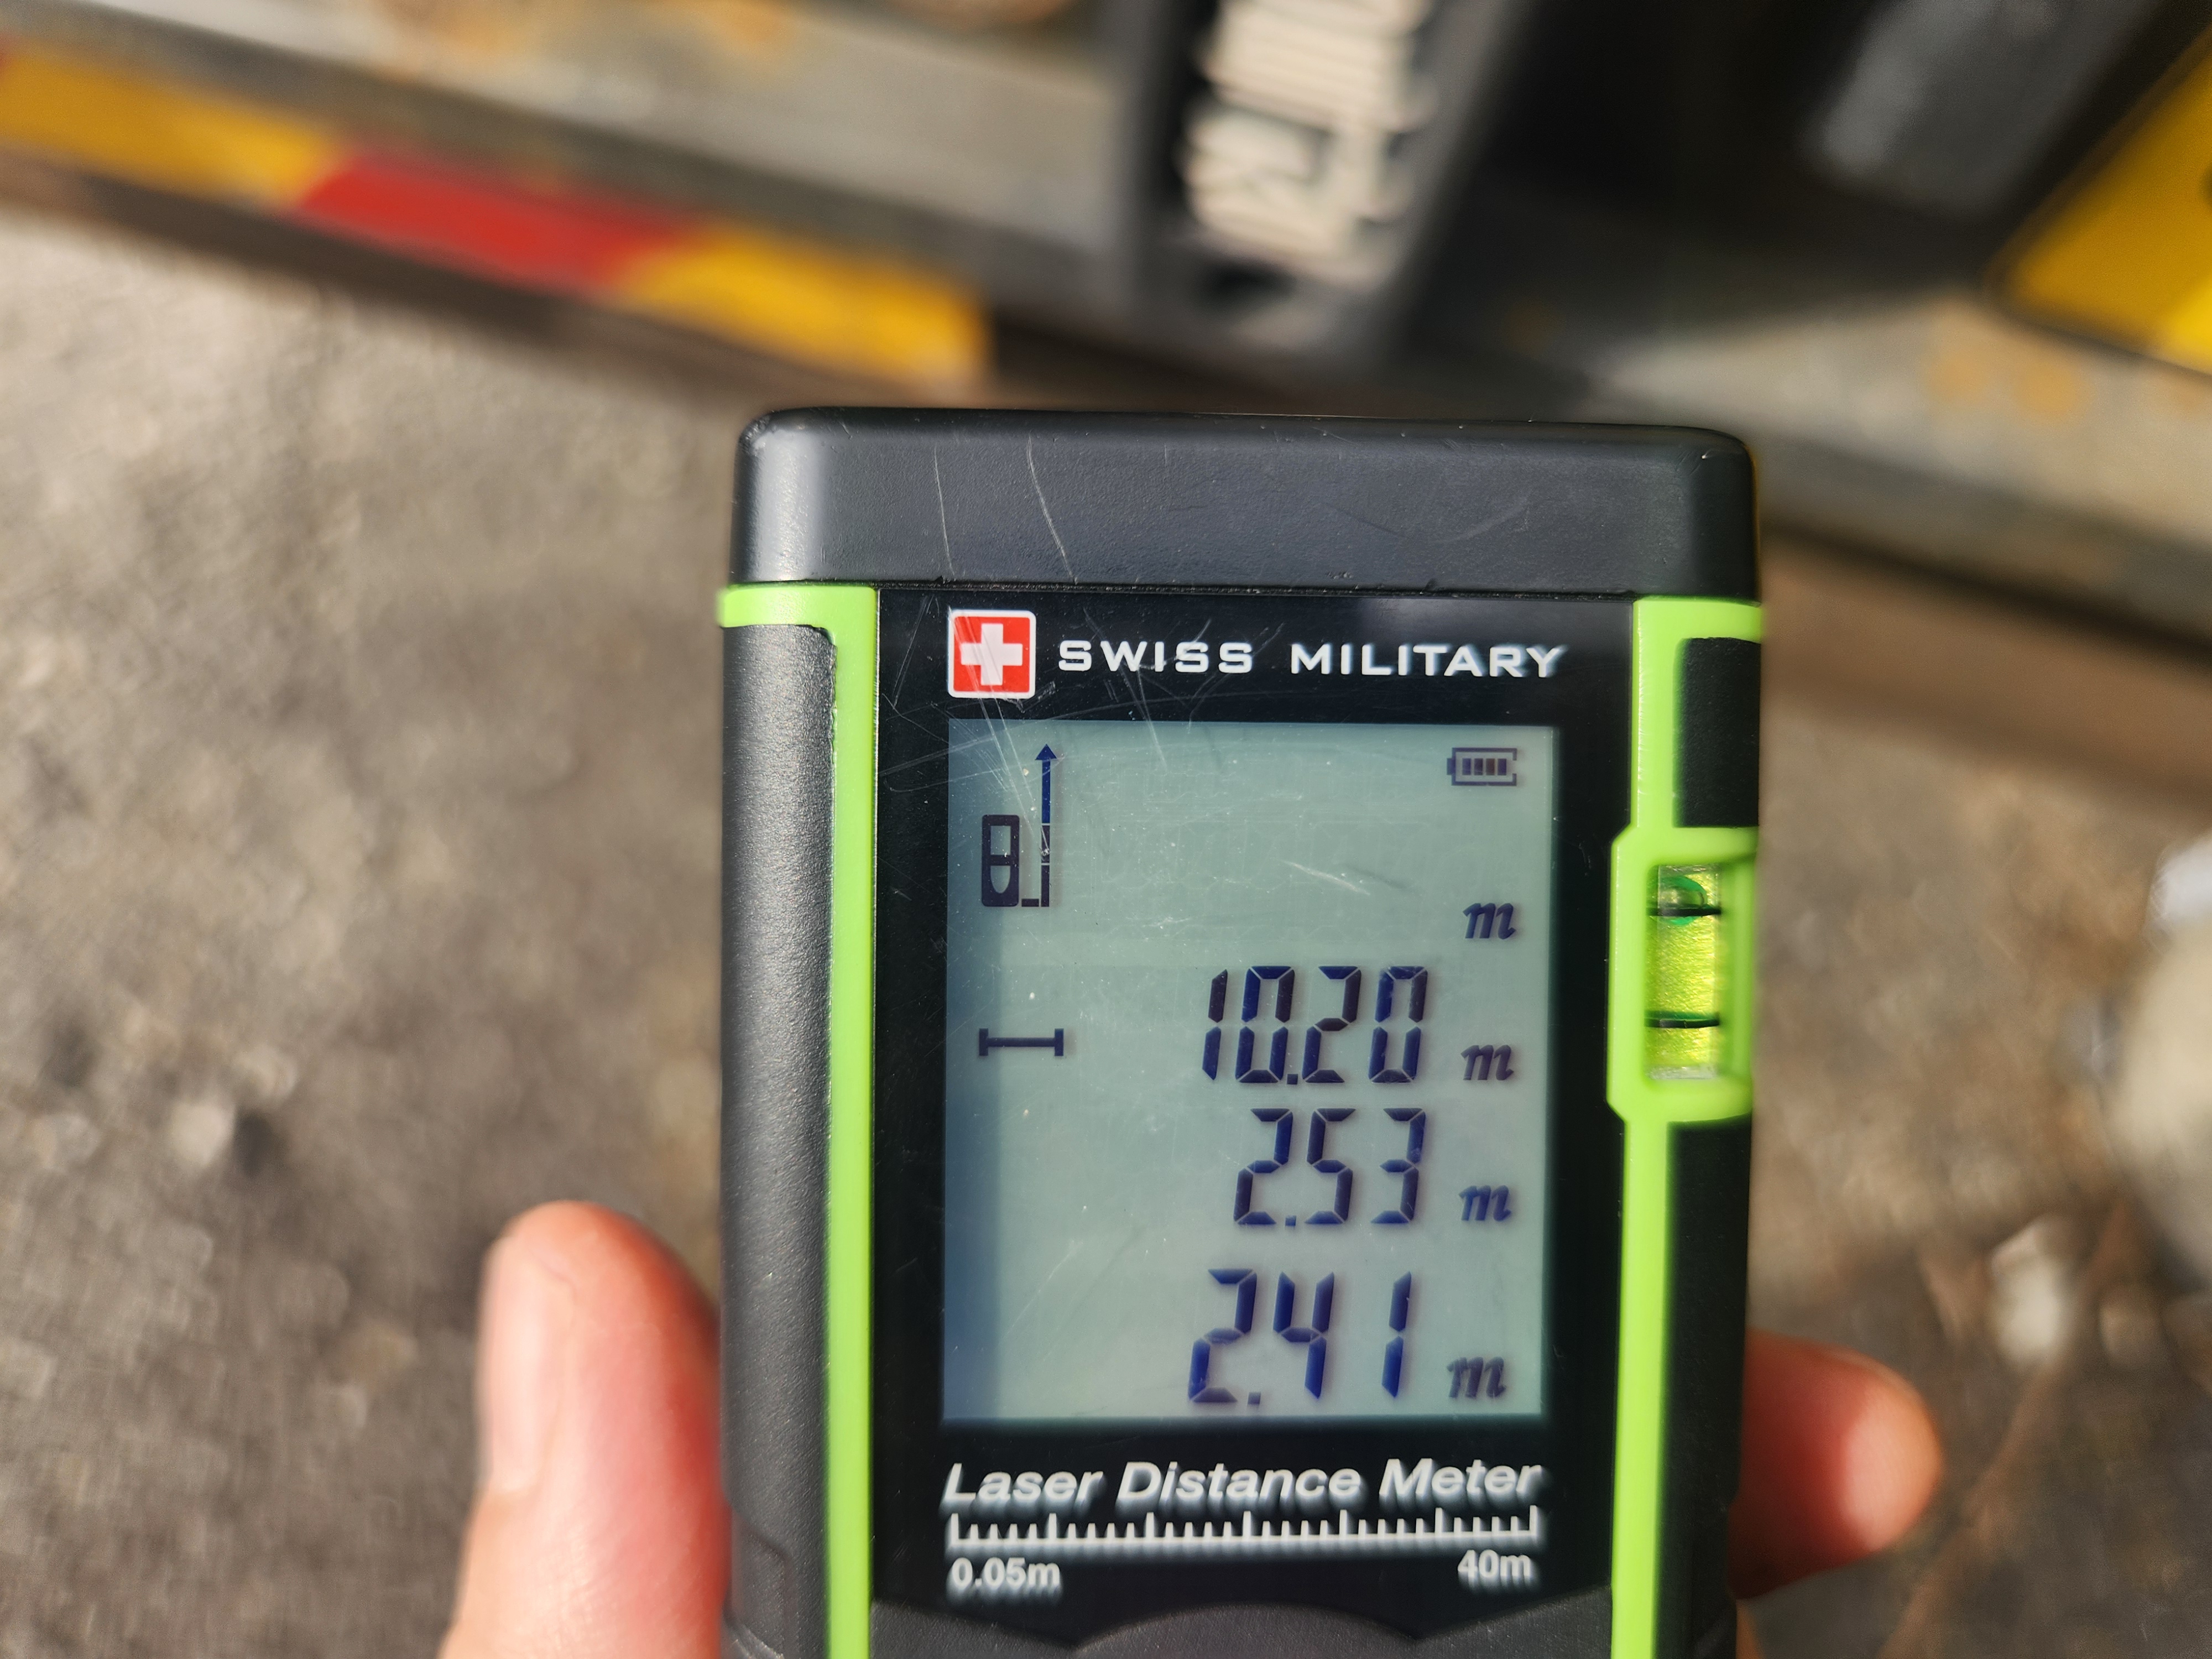 SWISS MILITARY
m
10.20 m
2.53 m
2.41 m
Laser Distance Meter
0.05m 40m